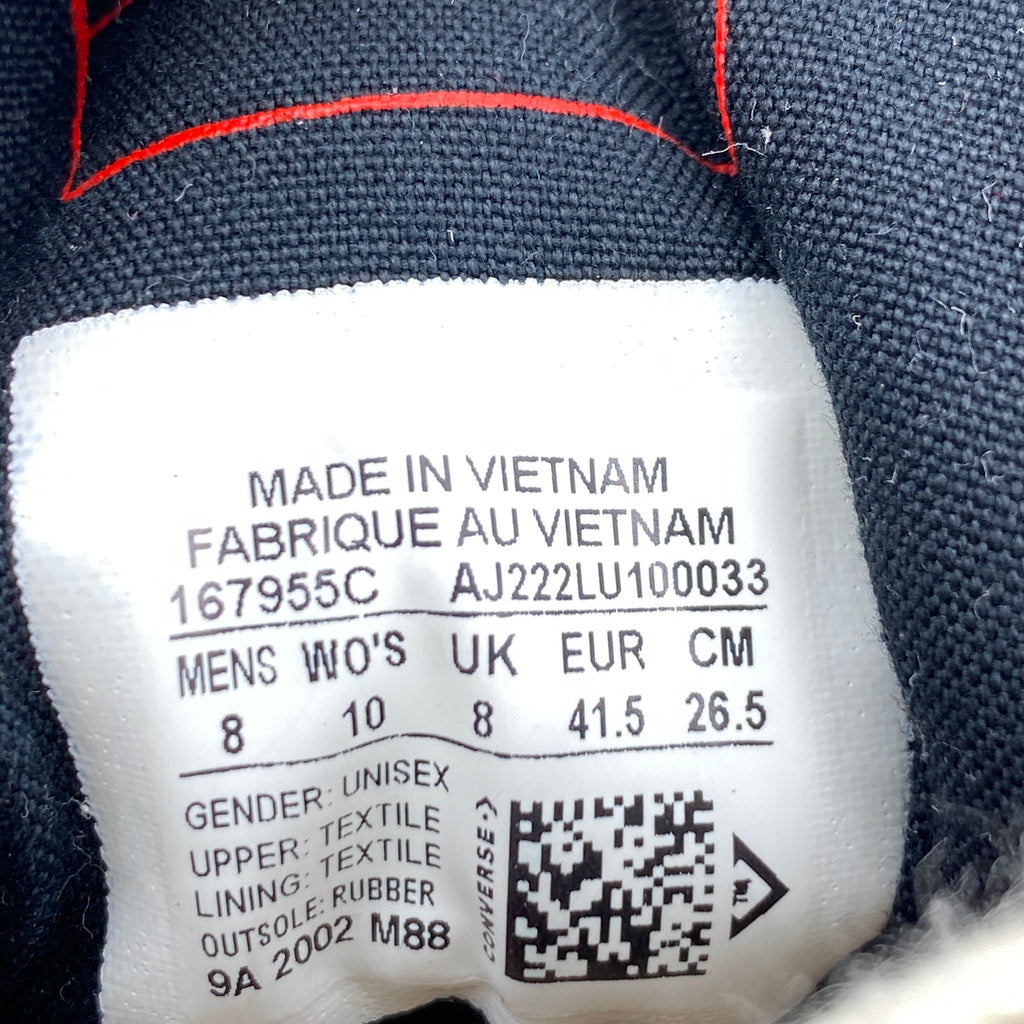 MADE IN VIETNAM
FABRIQUE AU VIETNAM
167955C AJ222LU100033
MENS WO'S UK EUR CM
8 10 8 41.5 26.5
GENDER: UNISEX
UPPER: TEXTILE
LINING: TEXTILE
OUTSOLE: RUBBER
9A 2002 M88
CONVERSE
TM